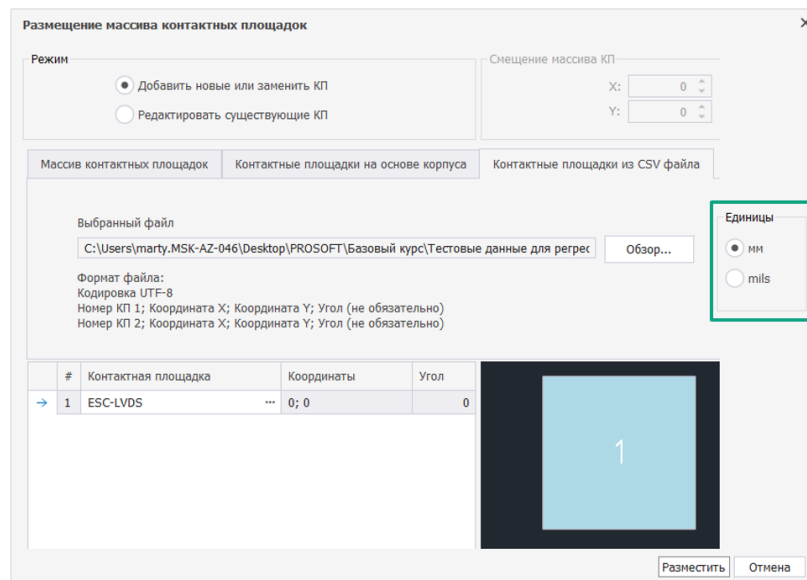 Размещение массива контактных площадок
Режим
Добавить новые или заменить КП
Редактировать существующие КП
Смещение массива КП
X: 0
Y: 0
Массив контактных площадок
Контактные площадки на основе корпуса
Контактные площадки из CSV файла
Выбранный файл
C:\Users\marty.MSK-AZ-046\Desktop\PROSOFT\Базовый курс\Тестовые данные для регрес
Обзор...
Формат файла:
Кодировка UTF-8
Номер КП 1; Координата X; Координата Y; Угол (не обязательно)
Номер КП 2; Координата X; Координата Y; Угол (не обязательно)
Единицы
мм
mils
# Контактная площадка Координаты Угол
1 ESC-LVDS ... 0; 0 0
1
Разместить
Отмена